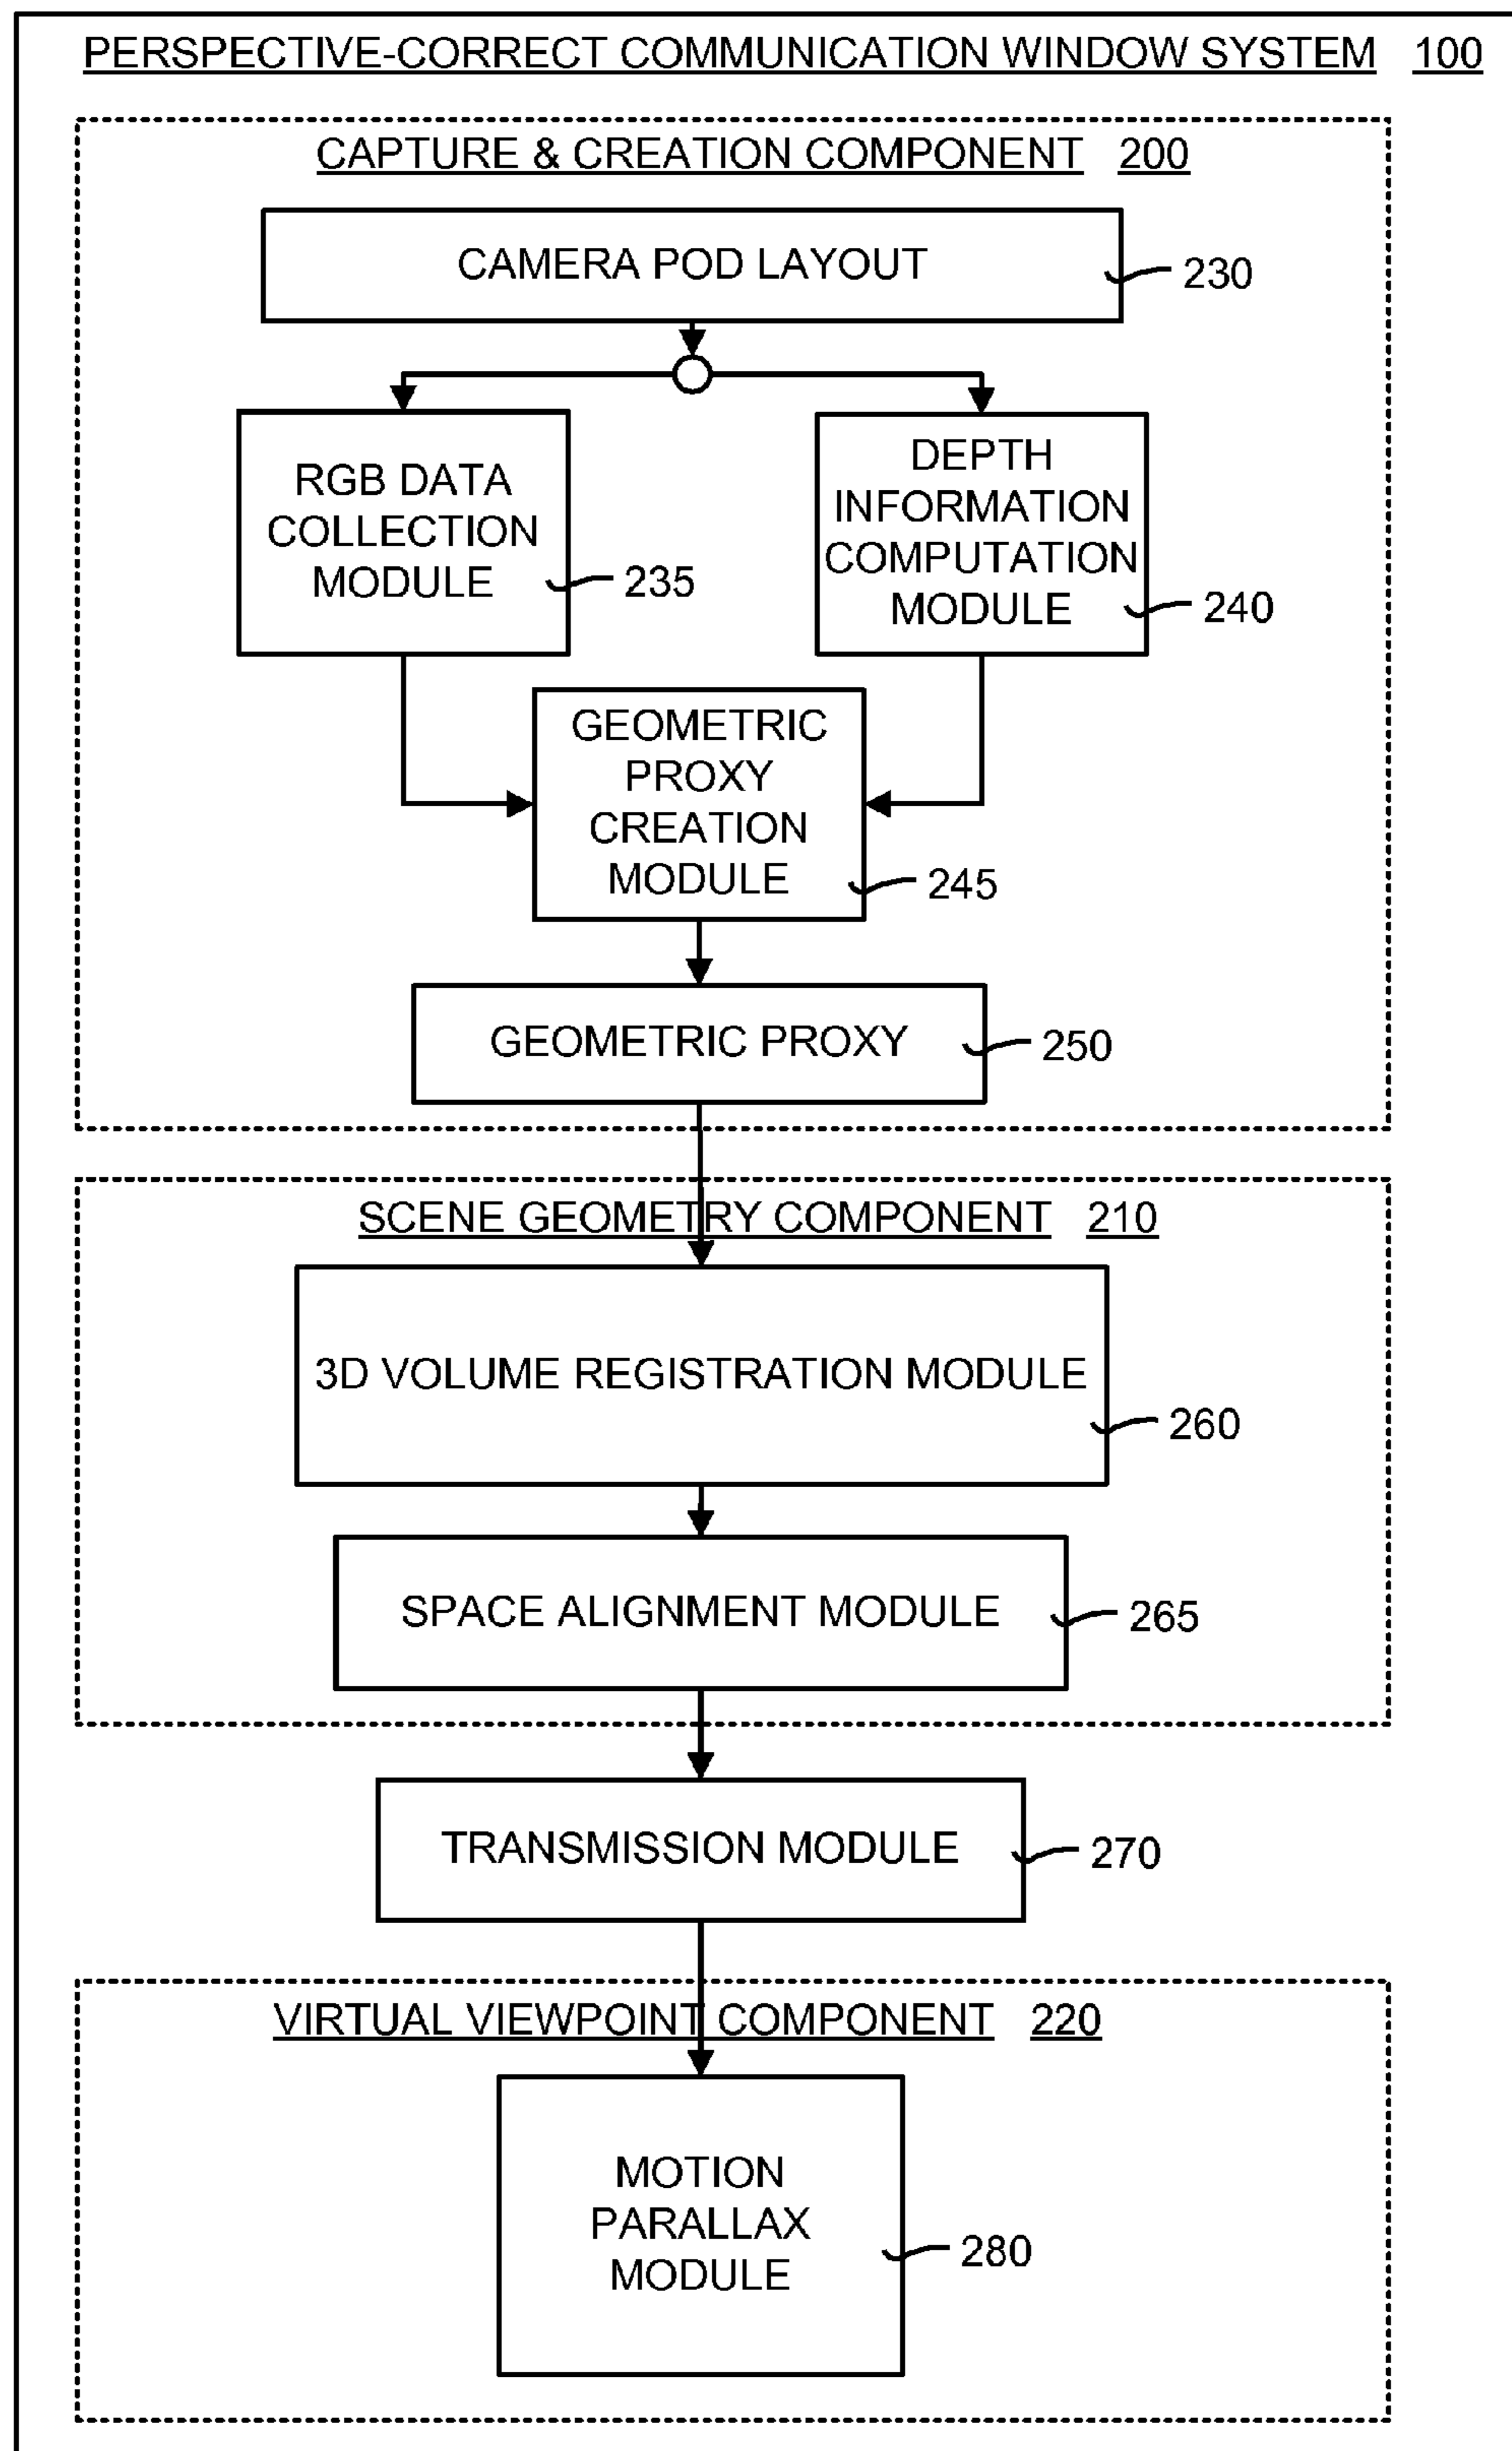 PERSPECTIVE-CORRECT COMMUNICATION WINDOW SYSTEM 100
CAPTURE & CREATION COMPONENT 200
CAMERA POD LAYOUT
230
RGB DATA
COLLECTION
MODULE
235
DEPTH
INFORMATION
COMPUTATION
MODULE
240
GEOMETRIC
PROXY
CREATION
MODULE
245
GEOMETRIC PROXY
250
SCENE GEOMETRY COMPONENT 210
3D VOLUME REGISTRATION MODULE
260
SPACE ALIGNMENT MODULE
265
TRANSMISSION MODULE
270
VIRTUAL VIEWPOINT COMPONENT 220
MOTION
PARALLAX
MODULE
280